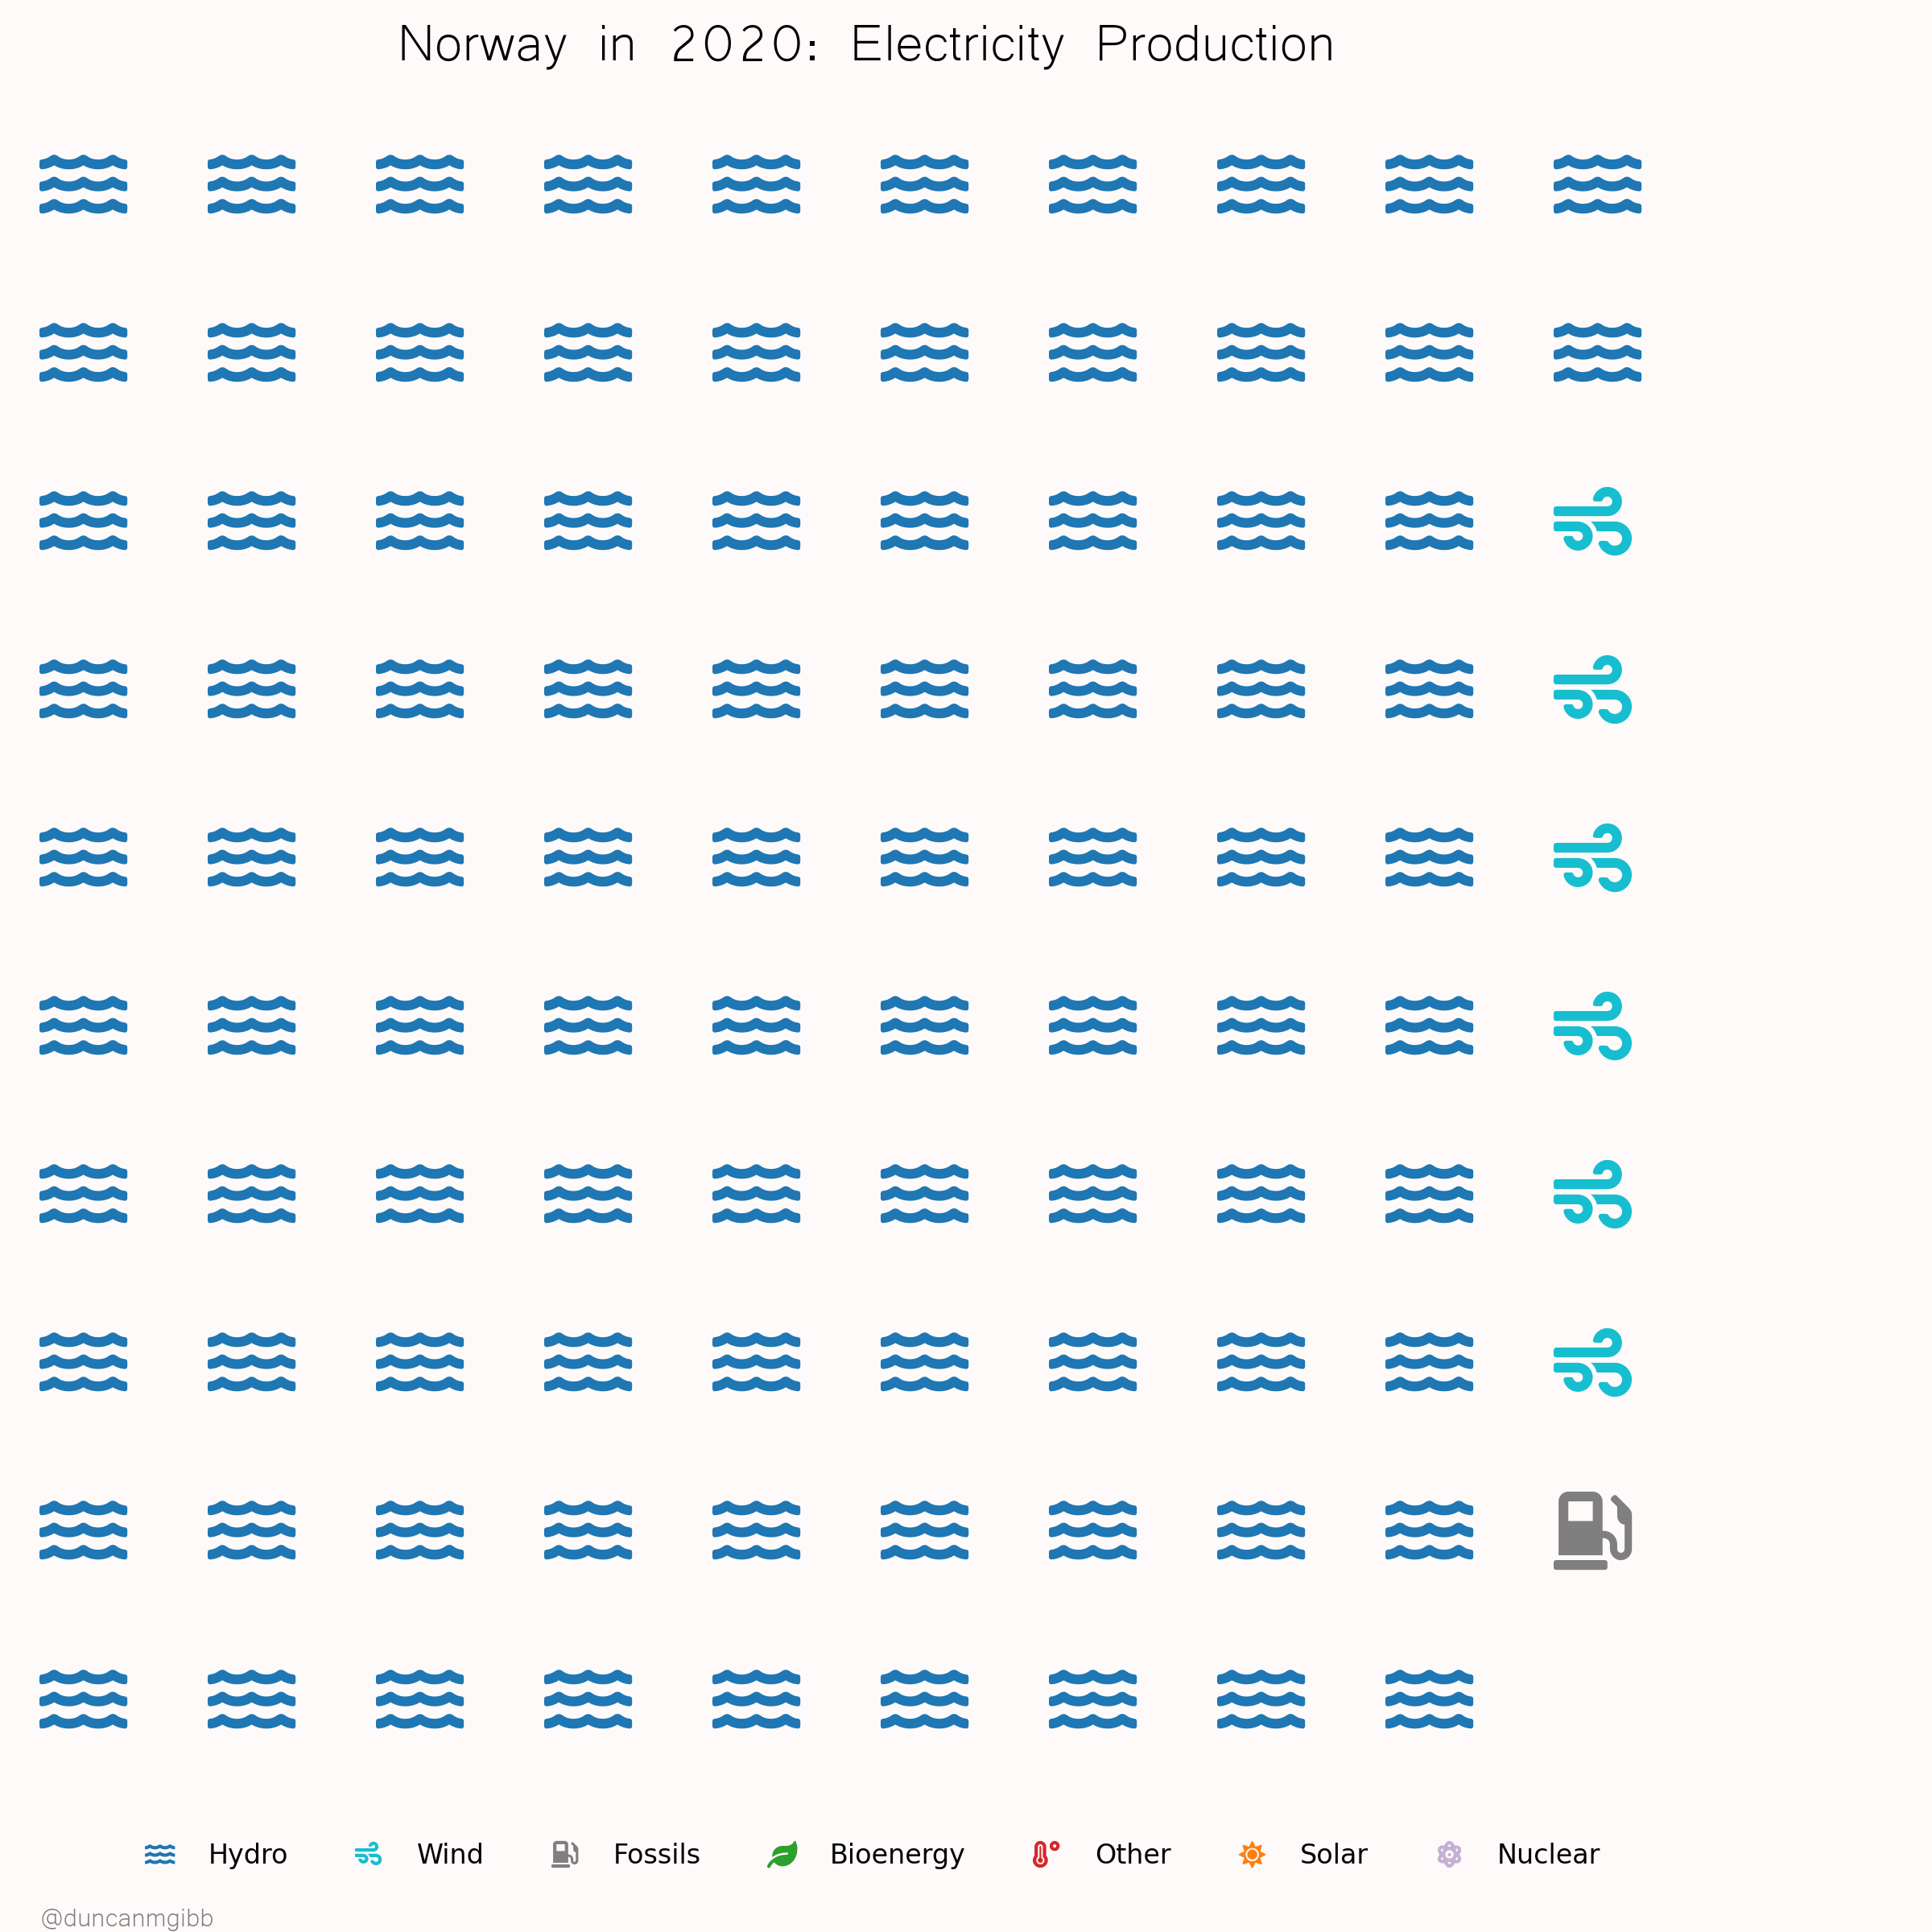 Norway in 2020: Electricity Production
Hydro Wind Fossils Bioenergy Other Solar Nuclear
@duncanmgibb